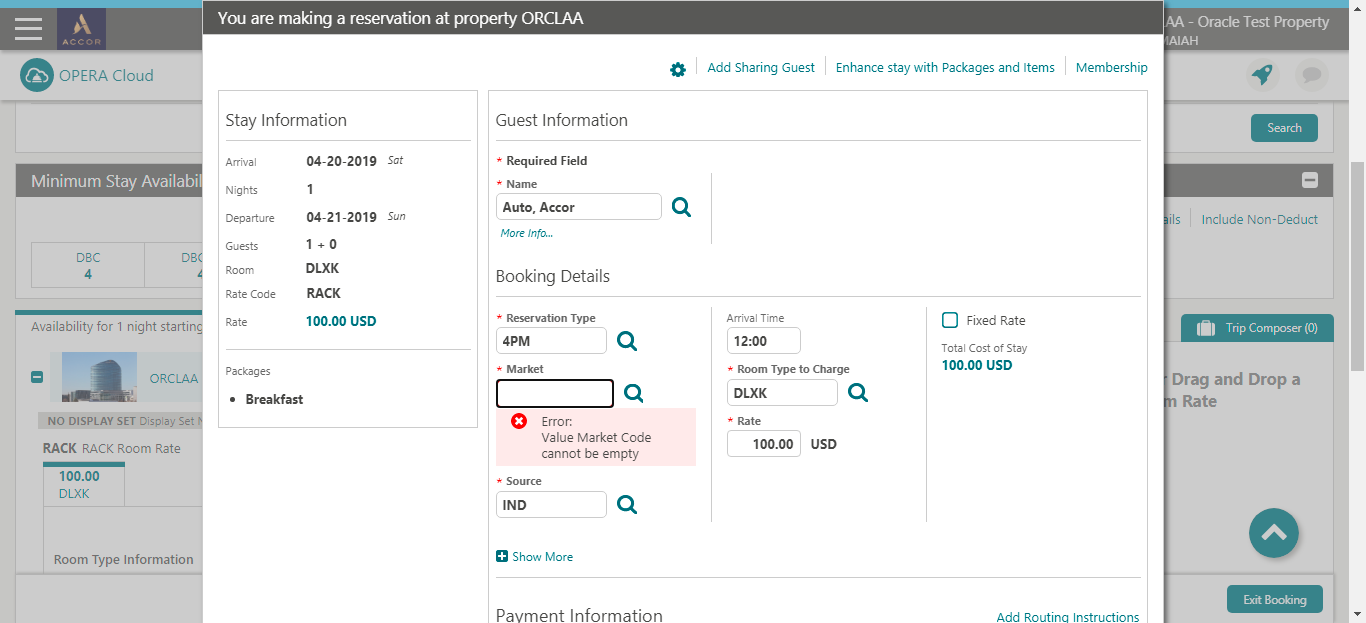 You are making a reservation at property ORCLAA
AA - Oracle Test Property
MAIAH
ACCOR
OPERA Cloud
Add Sharing Guest
Enhance stay with Packages and Items
Membership
Search
Stay Information
Arrival 04-20-2019 Sat
Nights 1
Departure 04-21-2019 Sun
Guests 1 + 0
Room DLXK
Rate Code RACK
Rate 100.00 USD
Packages
• Breakfast
Guest Information
* Required Field
* Name
Auto, Accor
More Info...
Booking Details
* Reservation Type
4PM
* Market
Error:
Value Market Code
cannot be empty
* Source
IND
Show More
Arrival Time
12:00
* Room Type to Charge
DLXK
* Rate
100.00 USD
Fixed Rate
Total Cost of Stay
100.00 USD
Payment Information
Add Routing Instructions
Minimum Stay Availabil
ails
Include Non-Deduct
DBC
4
DBC
4
Availability for 1 night starting
ORCLAA
NO DISPLAY SET Display Set N
RACK RACK Room Rate
100.00
DLXK
Room Type Information
Trip Composer (0)
r Drag and Drop a
m Rate
Exit Booking